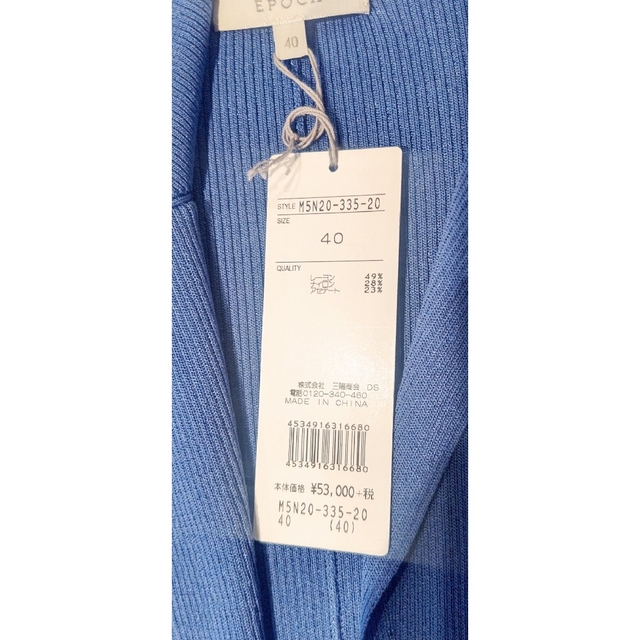 EPOCA
40
STYLE M5N20-335-20
SIZE
40
QUALITY
レーヨン 49%
ナイロン 28%
アセテート 23%
株式会社 三陽商会 DS
電話0120-340-460
MADE IN CHINA
4534916316680
4534916316680
本体価格 ¥53,000+税
M5N20-335-20
40 (40)